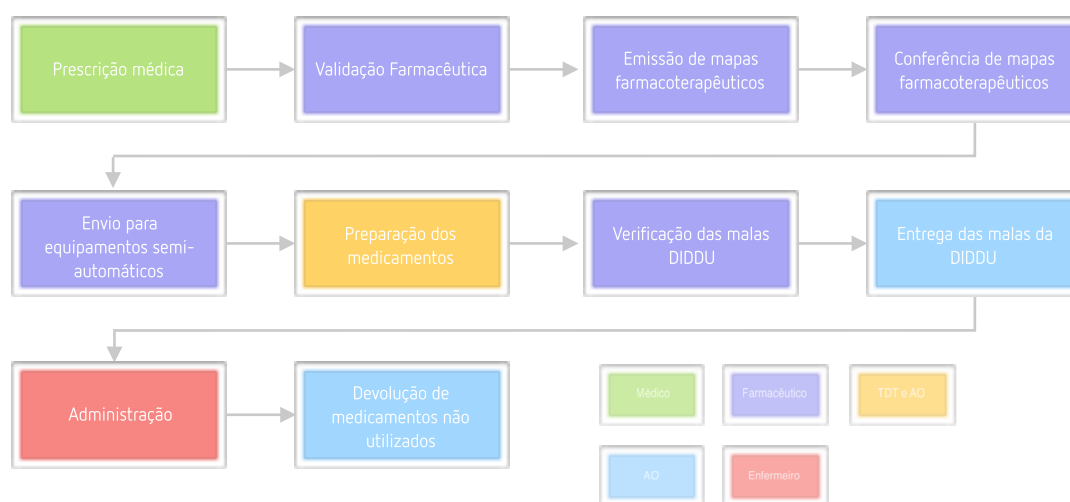 Prescrição médica
Validação Farmacêutica
Emissão de mapas
farmacoterapêuticos
Conferência de mapas
farmacoterapêuticos
Envio para
equipamentos semi-
automáticos
Preparação dos
medicamentos
Verificação das malas
DIDDU
Entrega das malas da
DIDDU
Administração
Devolução de
medicamentos não
utilizados
Médico
Farmacêutico
TDT e AO
AO
Enfermeiro